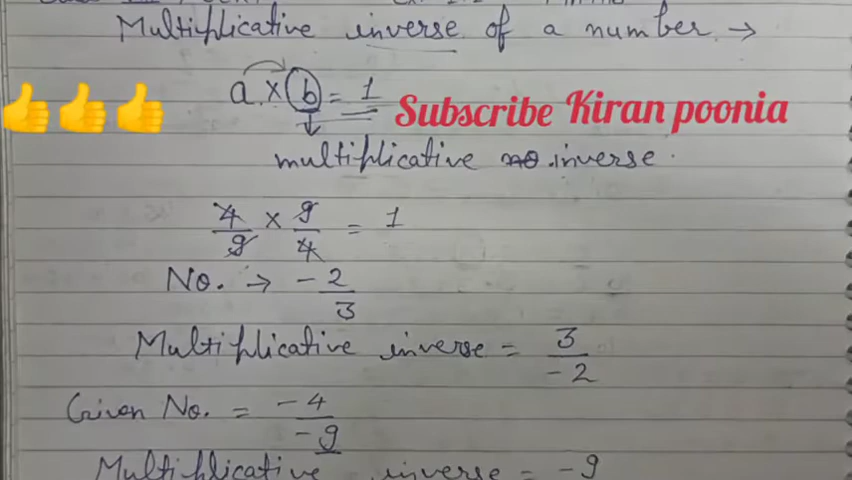 Multiplicative inverse of a number →
a × b = 1
Subscribe Kiran poonia
multiplicative no inverse.
4/9 × 9/4 = 1
No. → -2/3
Multiplicative inverse = 3/-2
Given No. = -4/-9
Multiplicative inverse = -9